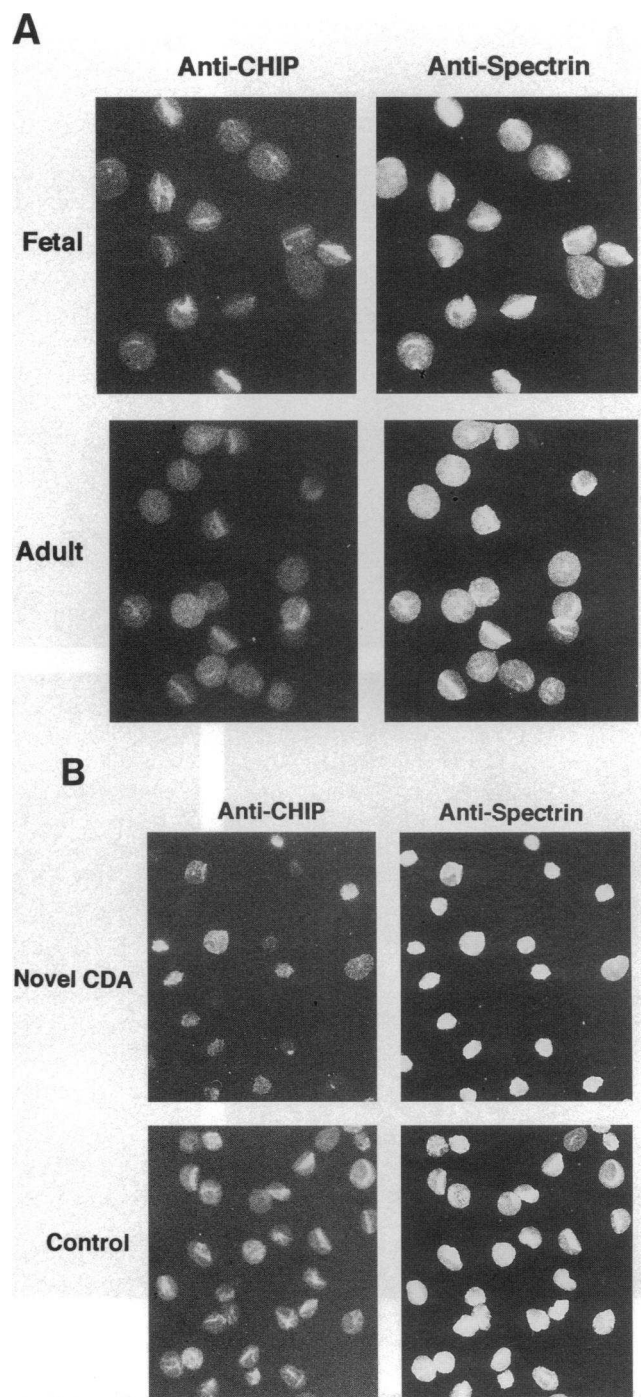 A
Anti-CHIP Anti-Spectrin
Fetal
Adult
B
Anti-CHIP Anti-Spectrin
Novel CDA
Control